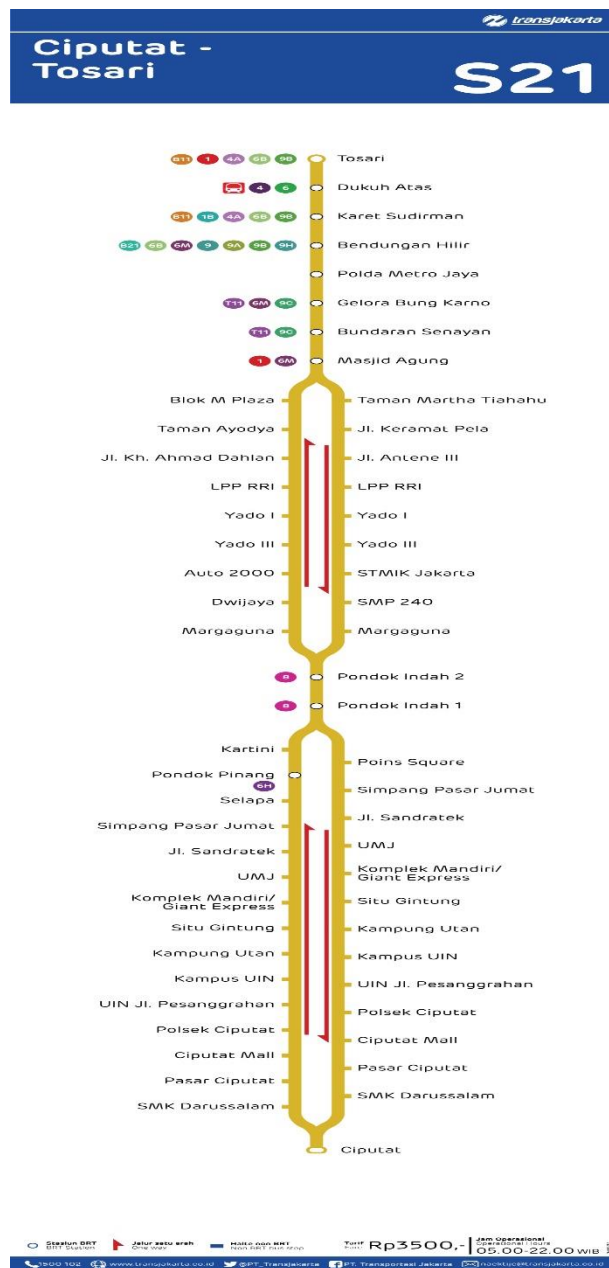 transjakarta
Ciputat -
Tosari
S21
B11 1 4A 6B 9B Tosari
4 6 Dukuh Atas
B11 1B 4A 6B 9B Karet Sudirman
B21 6B 6M 9 9A 9B 9H Bendungan Hilir
Polda Metro Jaya
T11 6M 9C Gelora Bung Karno
T11 9C Bundaran Senayan
1 6M Masjid Agung
Blok M Plaza Taman Martha Tiahahu
Taman Ayodya Jl. Keramat Pela
Jl. Kh. Ahmad Dahlan Jl. Antene III
LPP RRI LPP RRI
Yado I Yado I
Yado III Yado III
Auto 2000 STMIK Jakarta
Dwijaya SMP 240
Margaguna Margaguna
8 Pondok Indah 2
8 Pondok Indah 1
Kartini
Poins Square
Pondok Pinang
6H
Simpang Pasar Jumat
Selapa
Jl. Sandratek
Simpang Pasar Jumat
UMJ
Jl. Sandratek
Komplek Mandiri/
Giant Express
UMJ
Situ Gintung
Komplek Mandiri/
Giant Express
Kampung Utan
Situ Gintung
Kampus UIN
Kampung Utan
UIN Jl. Pesanggrahan
Kampus UIN
Polsek Ciputat
UIN Jl. Pesanggrahan
Ciputat Mall
Polsek Ciputat
Pasar Ciputat
Ciputat Mall
SMK Darussalam
Pasar Ciputat
SMK Darussalam
Ciputat
Stasiun BRT
BRT Station
Jalur satu arah
One way
Halte non BRT
Non BRT bus stop
Tarif
Fare
Rp3500,-
Jam Operasional
Operational Hours
05.00-22.00 WIB
1500 102 www.transjakarta.co.id @PT_Transjakarta PT. Transportasi Jakarta